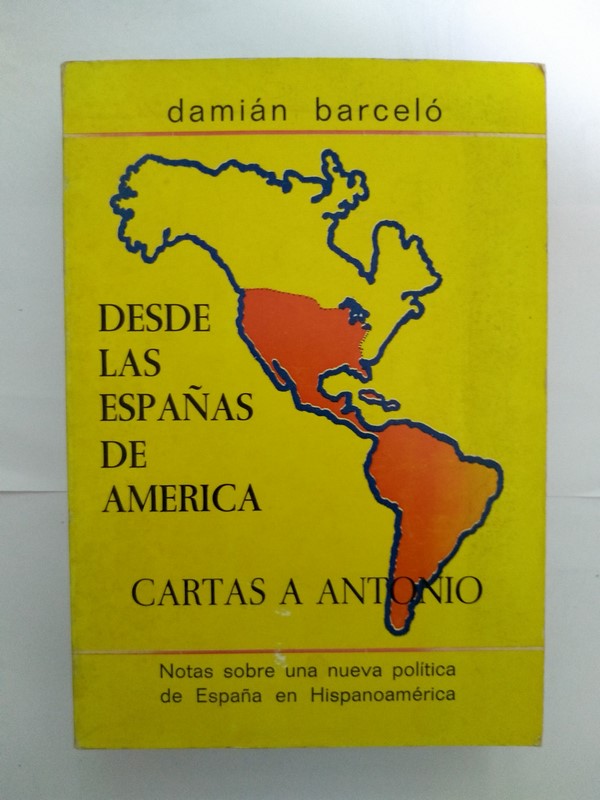 damián barceló
DESDE
LAS
ESPAÑAS
DE
AMERICA
CARTAS A ANTONIO
Notas sobre una nueva política
de España en Hispanoamérica